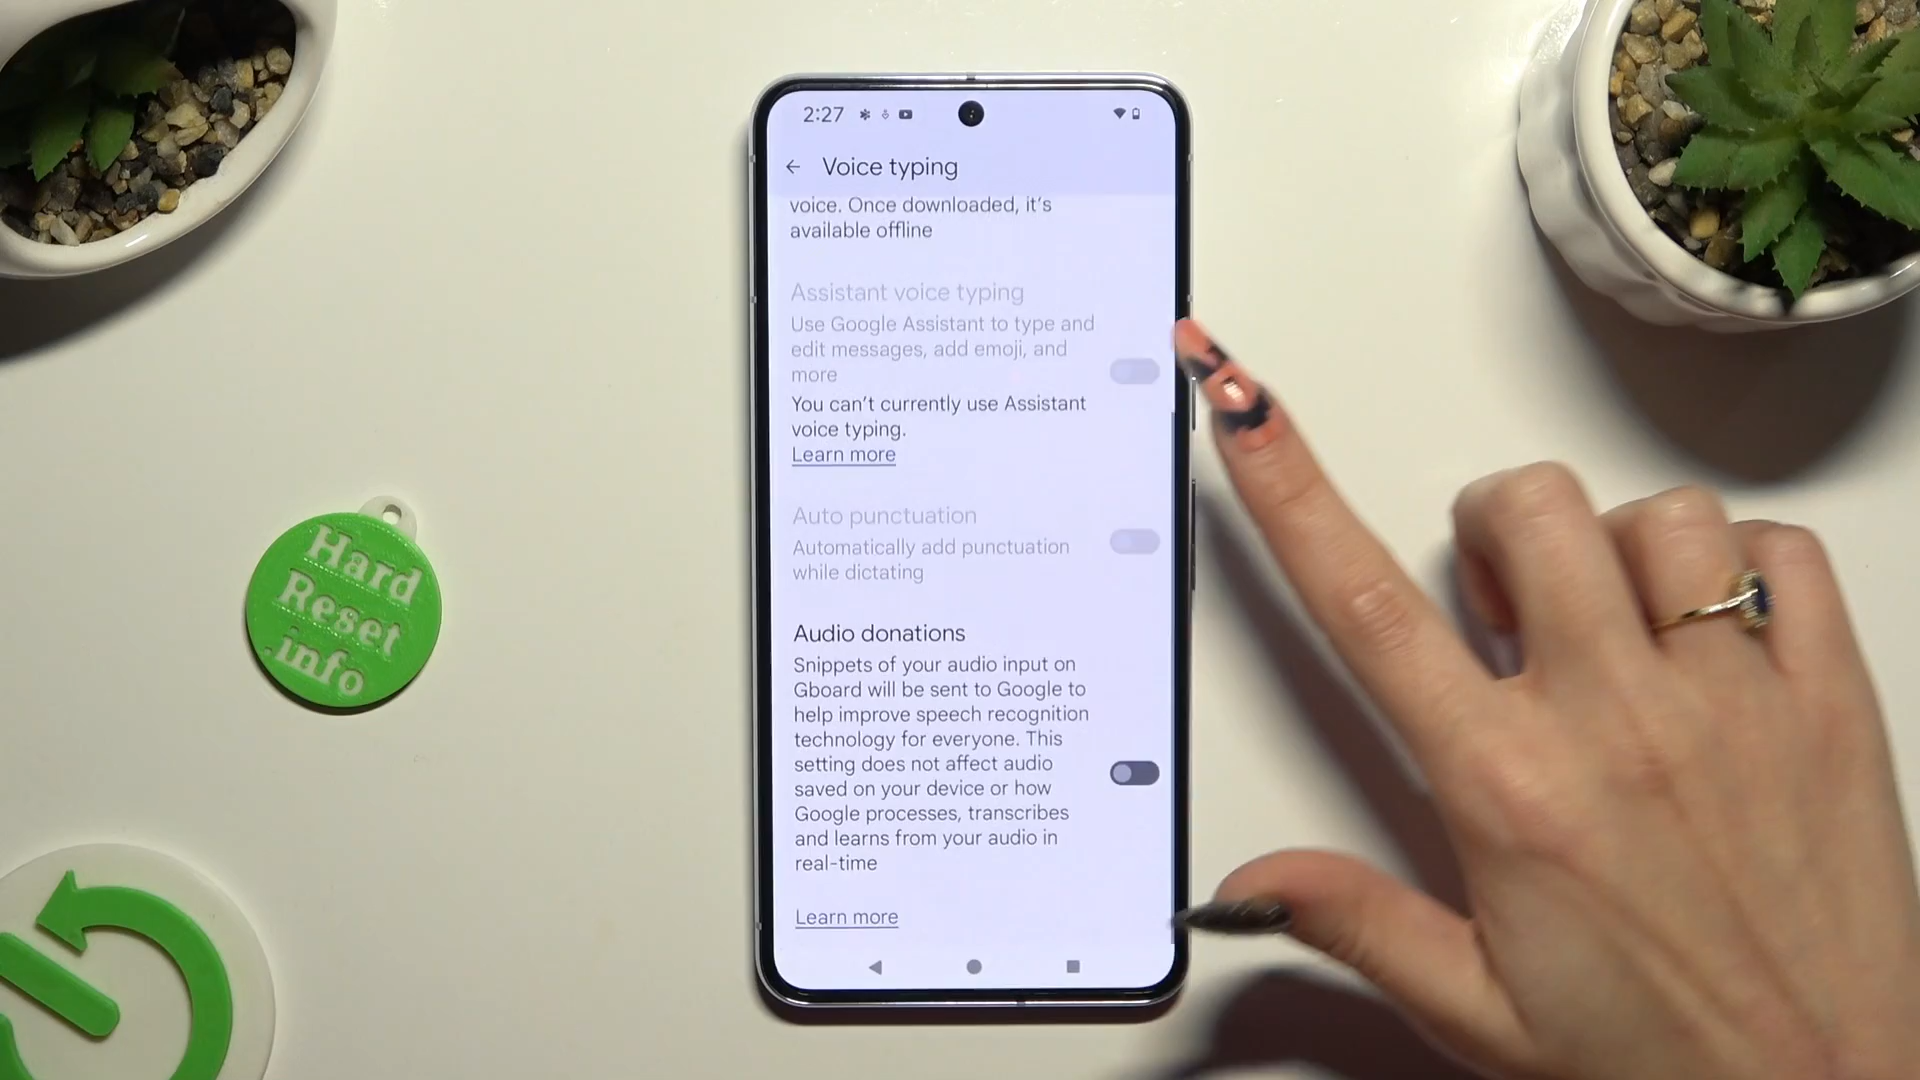 2:27
Voice typing
voice. Once downloaded, it's
available offline
Assistant voice typing
Use Google Assistant to type and
edit messages, add emoji, and
more
You can't currently use Assistant
voice typing.
Learn more
Auto punctuation
Automatically add punctuation
while dictating
Audio donations
Snippets of your audio input on
Gboard will be sent to Google to
help improve speech recognition
technology for everyone. This
setting does not affect audio
saved on your device or how
Google processes, transcribes
and learns from your audio in
real-time
Learn more
Hard
Reset
.info